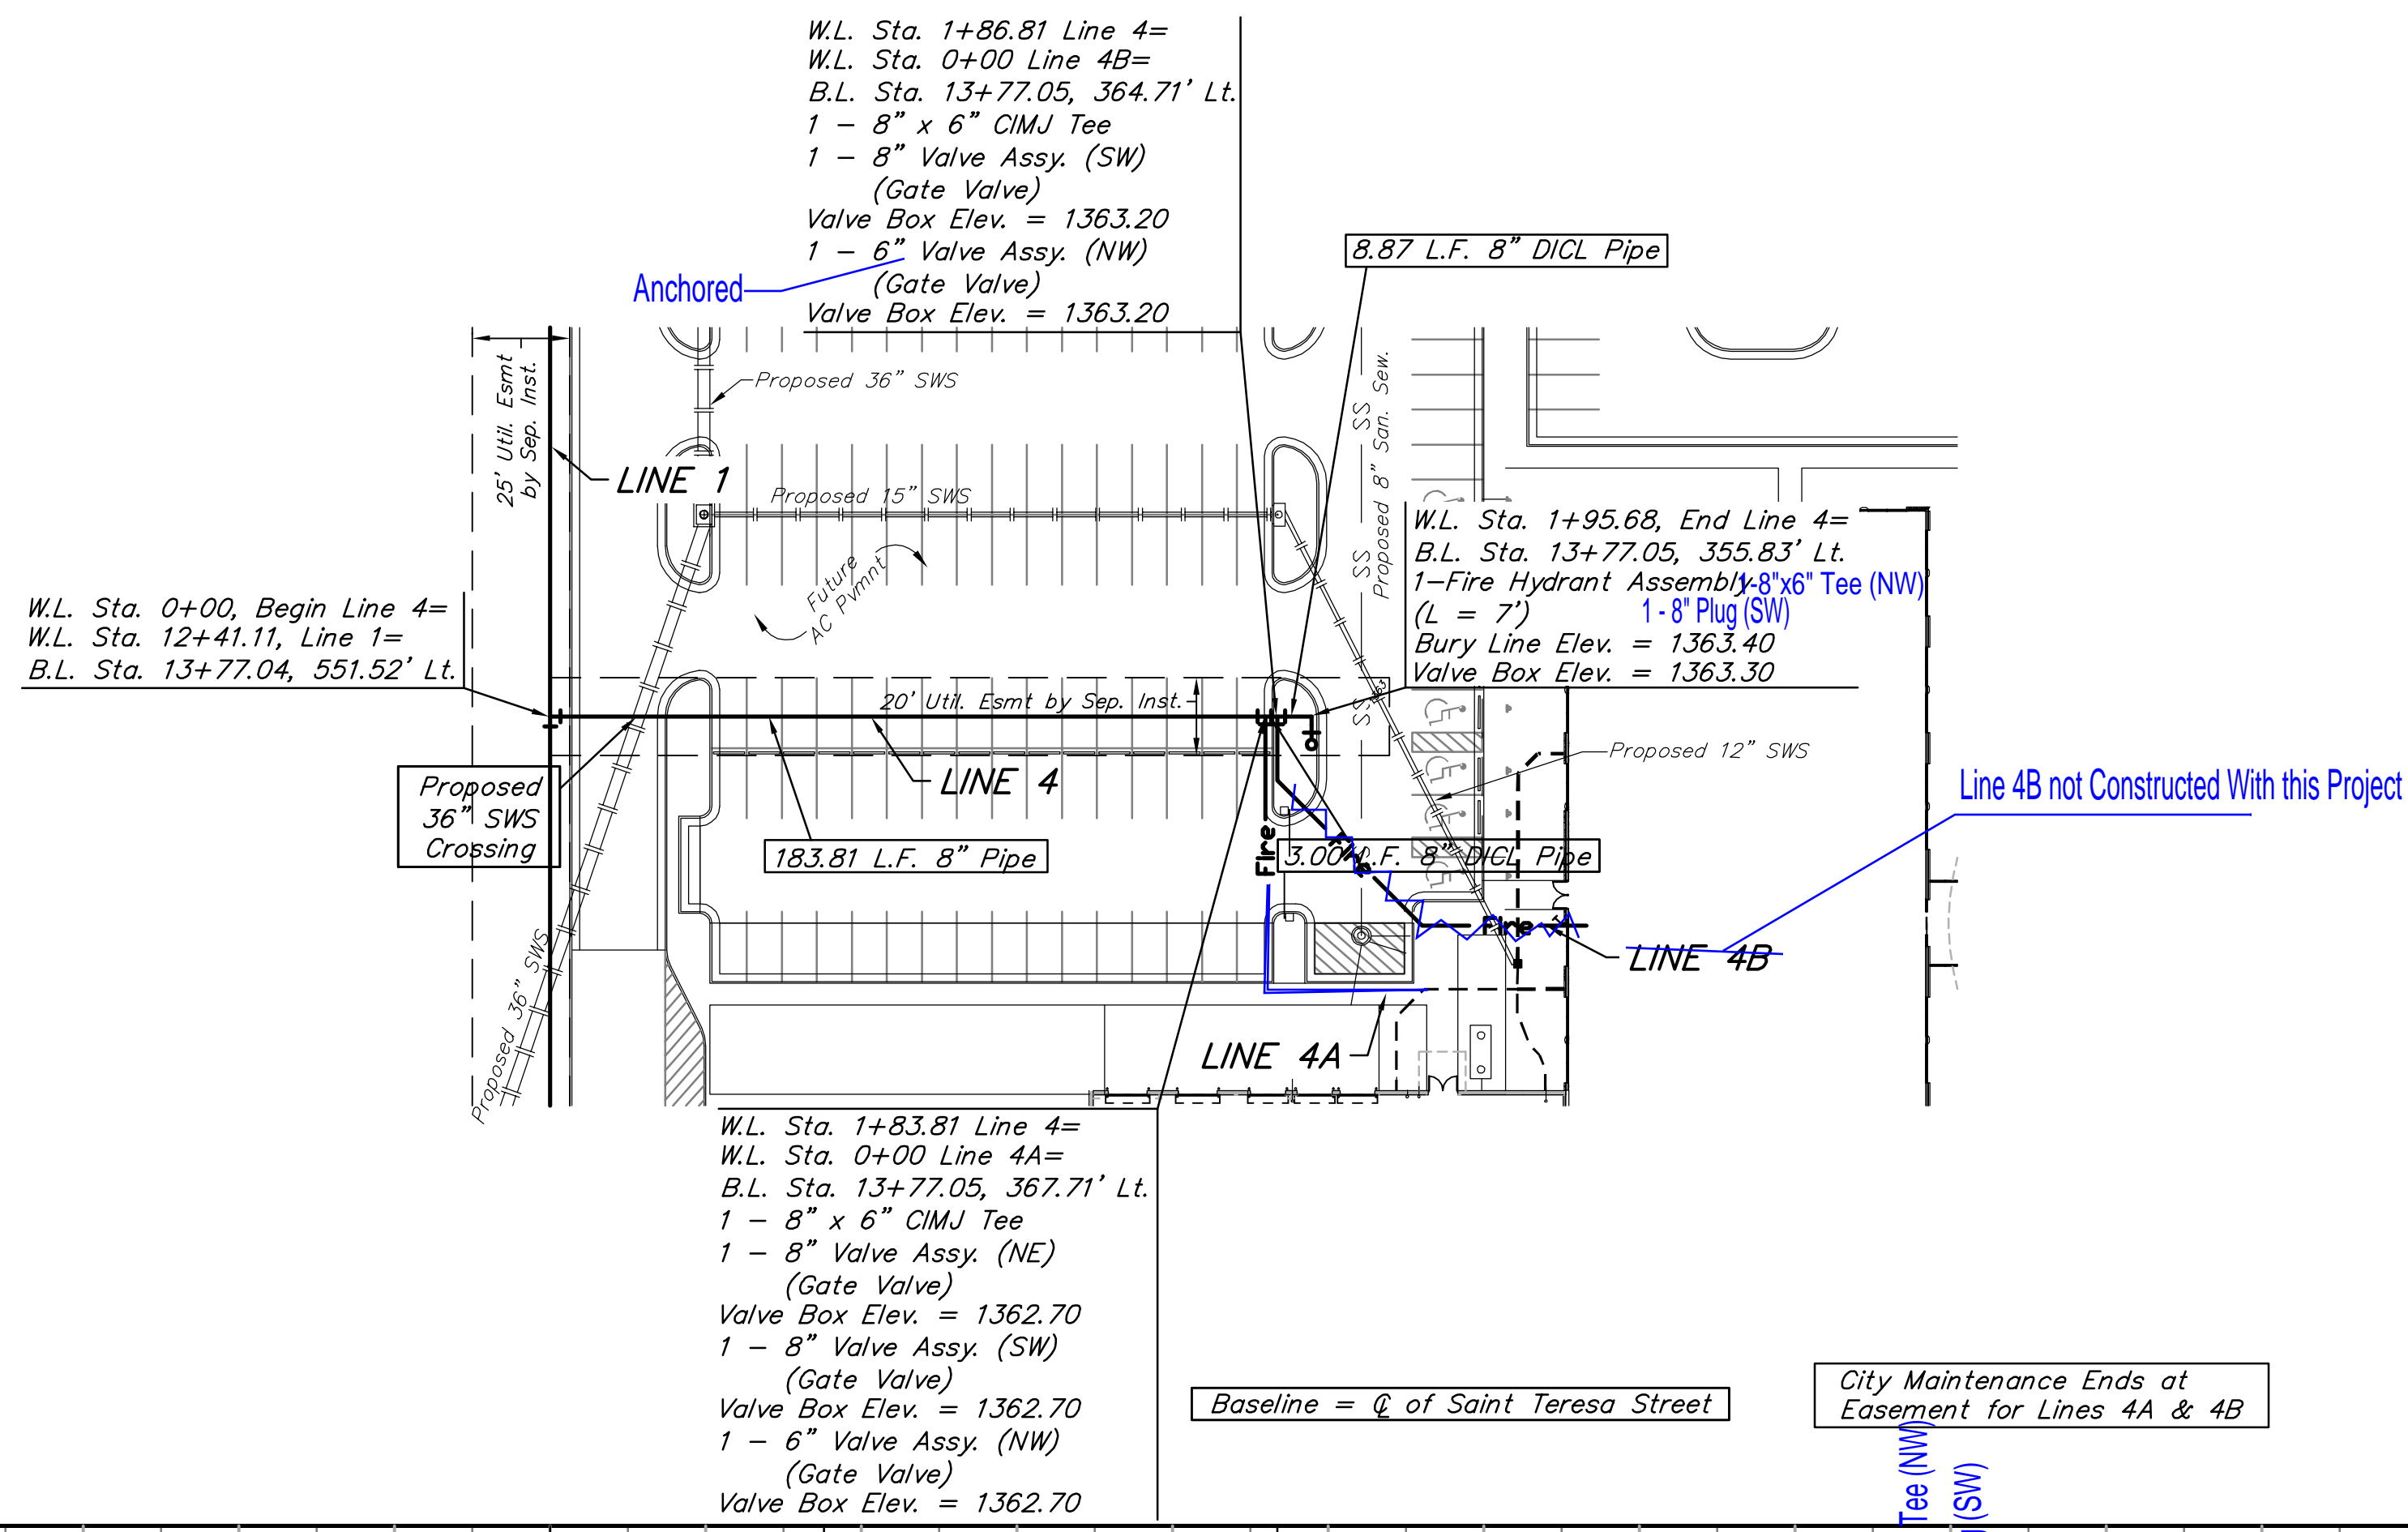 W.L. Sta. 1+86.81 Line 4=
W.L. Sta. 0+00 Line 4B=
B.L. Sta. 13+77.05, 364.71' Lt.
1 - 8" x 6" CIMJ Tee
1 - 8" Valve Assy. (SW)
(Gate Valve)
Valve Box Elev. = 1363.20
1 - 6" Valve Assy. (NW)
(Gate Valve)
Valve Box Elev. = 1363.20
Anchored
8.87 L.F. 8" DICL Pipe
25' Util. Esmt
by Sep. Inst.
Proposed 36" SWS
LINE 1
Proposed 15" SWS
SS
Proposed 8" San. Sew.
SS
Future
AC Pvmnt
W.L. Sta. 1+95.68, End Line 4=
B.L. Sta. 13+77.05, 355.83' Lt.
1-Fire Hydrant Assembly
1-8"x6" Tee (NW)
(L = 7')
1 - 8" Plug (SW)
Bury Line Elev. = 1363.40
Valve Box Elev. = 1363.30
W.L. Sta. 0+00, Begin Line 4=
W.L. Sta. 12+41.11, Line 1=
B.L. Sta. 13+77.04, 551.52' Lt.
20' Util. Esmt by Sep. Inst.
SS
Proposed 12" SWS
Proposed
36" SWS
Crossing
LINE 4
183.81 L.F. 8" Pipe
Fire
3.00 L.F. 8" DICL Pipe
Line 4B not Constructed With this Project
Fire
LINE 4B
Proposed 36" SWS
LINE 4A
W.L. Sta. 1+83.81 Line 4=
W.L. Sta. 0+00 Line 4A=
B.L. Sta. 13+77.05, 367.71' Lt.
1 - 8" x 6" CIMJ Tee
1 - 8" Valve Assy. (NE)
(Gate Valve)
Valve Box Elev. = 1362.70
1 - 8" Valve Assy. (SW)
(Gate Valve)
Valve Box Elev. = 1362.70
1 - 6" Valve Assy. (NW)
(Gate Valve)
Valve Box Elev. = 1362.70
Baseline = ℄ of Saint Teresa Street
City Maintenance Ends at
Easement for Lines 4A & 4B
Tee (NW)
(SW)